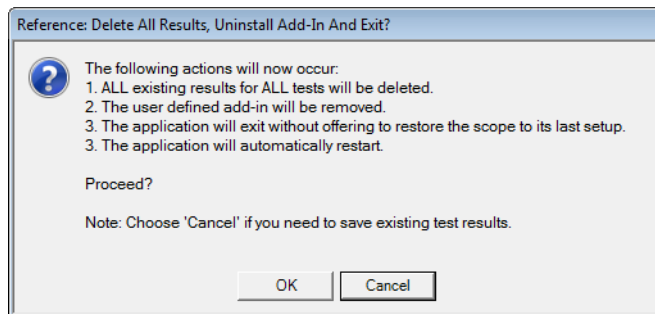 Reference: Delete All Results, Uninstall Add-In And Exit?
The following actions will now occur:
1. ALL existing results for ALL tests will be deleted.
2. The user defined add-in will be removed.
3. The application will exit without offering to restore the scope to its last setup.
3. The application will automatically restart.
Proceed?
Note: Choose 'Cancel' if you need to save existing test results.
OK
Cancel